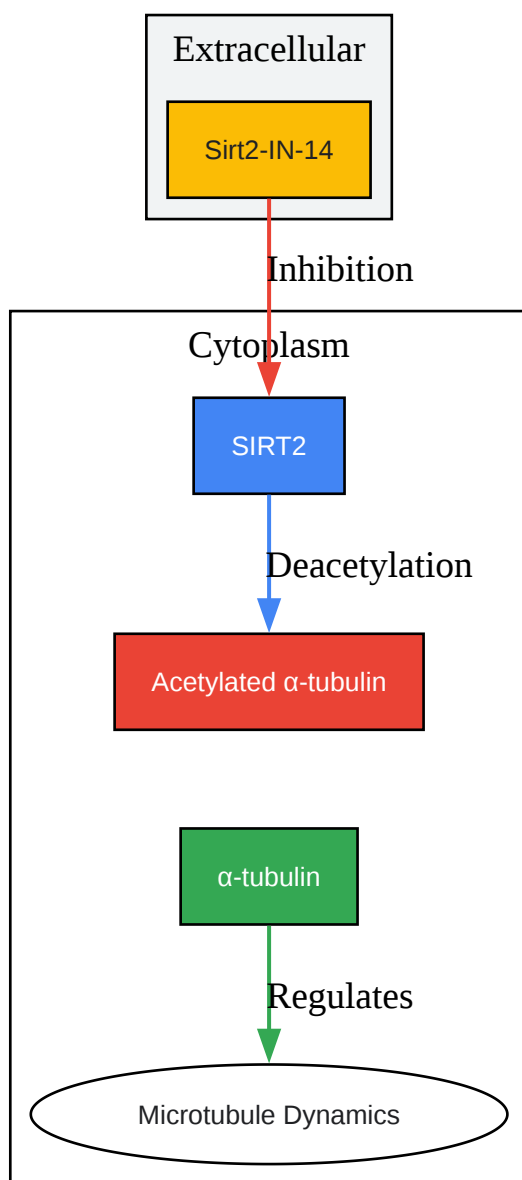 Extracellular
Sirt2-IN-14
Inhibition
Cytoplasm
SIRT2
Deacetylation
Acetylated α-tubulin
α-tubulin
Regulates
Microtubule Dynamics